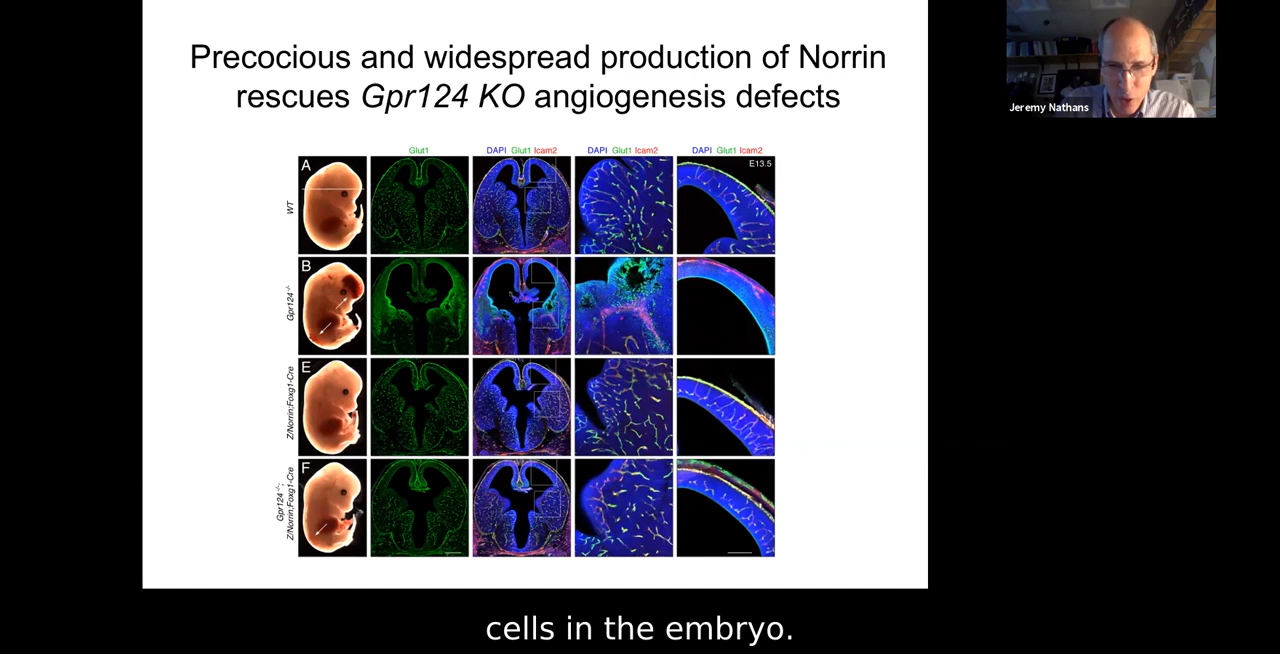 Precocious and widespread production of Norrin
rescues Gpr124 KO angiogenesis defects
Jeremy Nathans
Glut1
DAPI Glut1 Icam2
DAPI Glut1 Icam2
DAPI Glut1 Icam2
A
E13.5
WT
B
Gpr124 -/-
E
Z/Norrin;Foxg1-Cre
F
Gpr124 -/-;
Z/Norrin;Foxg1-Cre
cells in the embryo.